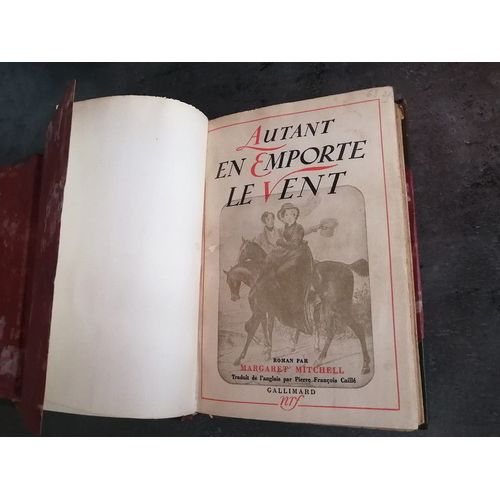 AUTANT
EN EMPORTE
LE VENT
ROMAN PAR
MARGARET MITCHELL
Traduit de l'anglais par Pierre-François Caillé
GALLIMARD
nrf